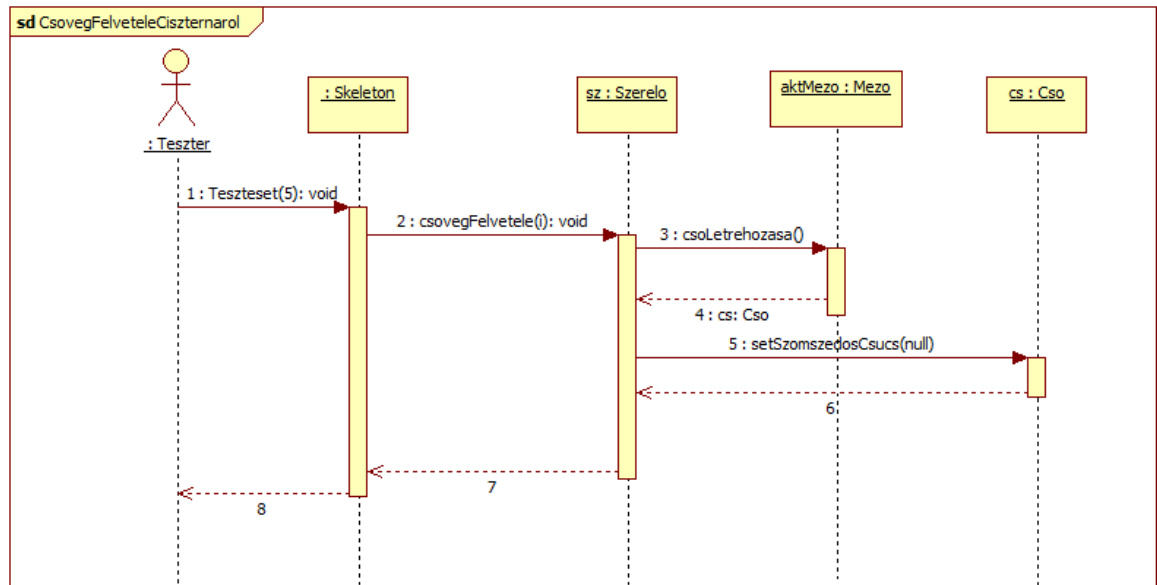 sd CsovegFelveteleCiszternarol
: Teszter
: Skeleton
sz : Szerelo
aktMezo : Mezo
cs : Cso
1 : Teszteset(5): void
2 : csovegFelvetele(i): void
3 : csoLetrehozasa()
4 : cs: Cso
5 : setSzomszedosCsucs(null)
6
7
8